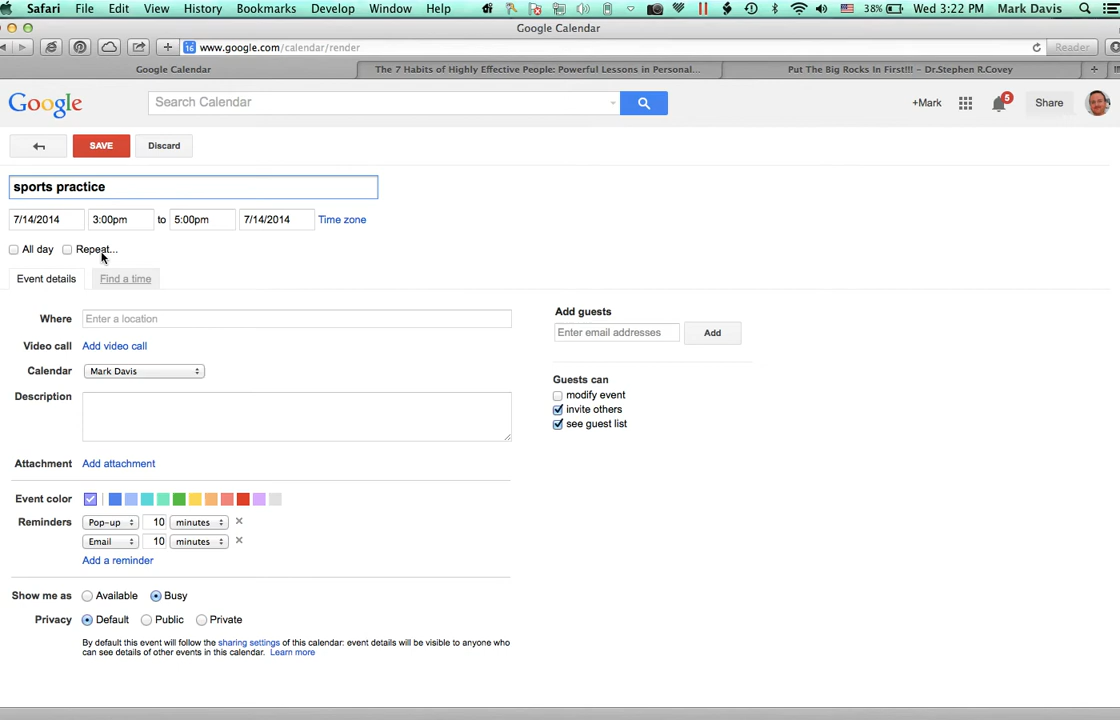 Safari File Edit View History Bookmarks Develop Window Help 38% Wed 3:22 PM Mark Davis
Google Calendar
16 www.google.com/calendar/render Reader
Google Calendar The 7 Habits of Highly Effective People: Powerful Lessons in Personal... Put The Big Rocks In First!!! – Dr.Stephen R.Covey
Google Search Calendar +Mark 5 Share
SAVE Discard
sports practice
7/14/2014 3:00pm to 5:00pm 7/14/2014 Time zone
All day Repeat...
Event details Find a time
Where Enter a location
Video call Add video call
Calendar Mark Davis
Description
Attachment Add attachment
Event color
Reminders Pop-up 10 minutes ×
Email 10 minutes ×
Add a reminder
Show me as Available Busy
Privacy Default Public Private
By default this event will follow the sharing settings of this calendar: event details will be visible to anyone who
can see details of other events in this calendar. Learn more
Add guests
Enter email addresses Add
Guests can
modify event
invite others
see guest list